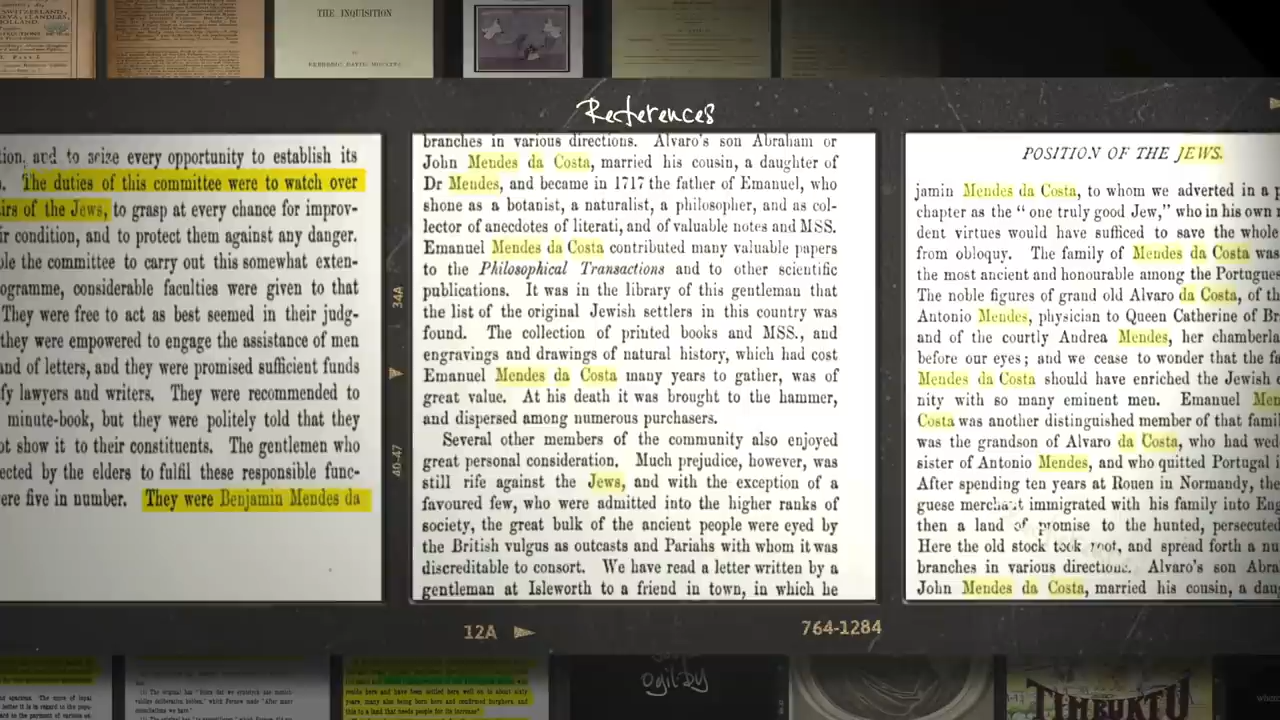 THE INQUISITION
References
tion, and to seize every opportunity to establish its
The duties of this committee were to watch over
irs of the Jews, to grasp at every chance for improv-
ir condition, and to protect them against any danger.
ble the committee to carry out this somewhat exten-
ogramme, considerable faculties were given to that
They were free to act as best seemed in their judg-
they were empowered to engage the assistance of men
and of letters, and they were promised sufficient funds
fy lawyers and writers. They were recommended to
minute-book, but they were politely told that they
ot show it to their constituents. The gentlemen who
ected by the elders to fulfil these responsible func-
ere five in number. They were Benjamin Mendes da
branches in various directions. Alvaro's son Abraham or
John Mendes da Costa, married his cousin, a daughter of
Dr Mendes, and became in 1717 the father of Emanuel, who
shone as a botanist, a naturalist, a philosopher, and as col-
lector of anecdotes of literati, and of valuable notes and MSS.
Emanuel Mendes da Costa contributed many valuable papers
to the Philosophical Transactions and to other scientific
publications. It was in the library of this gentleman that
the list of the original Jewish settlers in this country was
found. The collection of printed books and MSS., and
engravings and drawings of natural history, which had cost
Emanuel Mendes da Costa many years to gather, was of
great value. At his death it was brought to the hammer,
and dispersed among numerous purchasers.
Several other members of the community also enjoyed
great personal consideration. Much prejudice, however, was
still rife against the Jews, and with the exception of a
favoured few, who were admitted into the higher ranks of
society, the great bulk of the ancient people were eyed by
the British vulgus as outcasts and Pariahs with whom it was
discreditable to consort. We have read a letter written by a
gentleman at Isleworth to a friend in town, in which he
POSITION OF THE JEWS.
jamin Mendes da Costa, to whom we adverted in a p
chapter as the “ one truly good Jew,” who in his own
dent virtues would have sufficed to save the whole
from obloquy. The family of Mendes da Costa was
the most ancient and honourable among the Portugue
The noble figures of grand old Alvaro da Costa, of th
Antonio Mendes, physician to Queen Catherine of Br
and of the courtly Andrea Mendes, her chamberla
before our eyes; and we cease to wonder that the fa
Mendes da Costa should have enriched the Jewish
nity with so many eminent men. Emanuel Men
Costa was another distinguished member of that famil
was the grandson of Alvaro da Costa, who had wed
sister of Antonio Mendes, and who quitted Portugal i
After spending ten years at Rouen in Normandy, the
guese merchant immigrated with his family into Eng
then a land of promise to the hunted, persecuted
Here the old stock took root, and spread forth a nu
branches in various directions. Alvaro's son Abra
John Mendes da Costa, married his cousin, a dau
34A
40-47
12A
764-1284
ogilby
TIMBUKTU